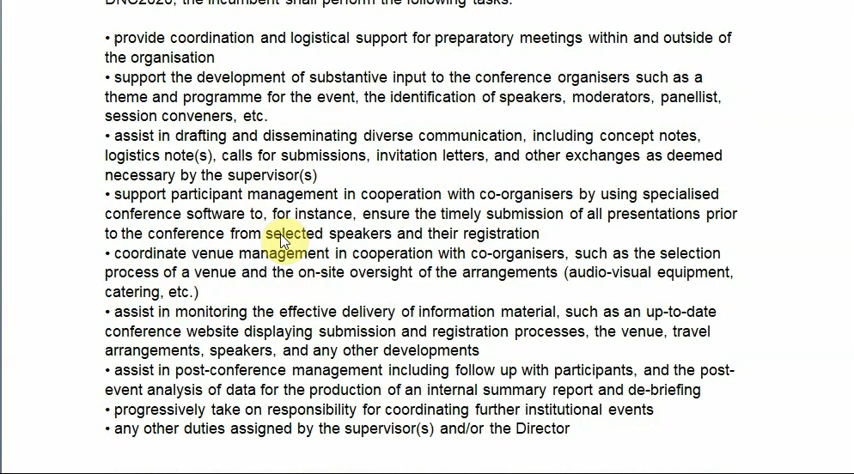 DNC2020, the incumbent shall perform the following tasks:
• provide coordination and logistical support for preparatory meetings within and outside of
the organisation
• support the development of substantive input to the conference organisers such as a
theme and programme for the event, the identification of speakers, moderators, panellist,
session conveners, etc.
• assist in drafting and disseminating diverse communication, including concept notes,
logistics note(s), calls for submissions, invitation letters, and other exchanges as deemed
necessary by the supervisor(s)
• support participant management in cooperation with co-organisers by using specialised
conference software to, for instance, ensure the timely submission of all presentations prior
to the conference from selected speakers and their registration
• coordinate venue management in cooperation with co-organisers, such as the selection
process of a venue and the on-site oversight of the arrangements (audio-visual equipment,
catering, etc.)
• assist in monitoring the effective delivery of information material, such as an up-to-date
conference website displaying submission and registration processes, the venue, travel
arrangements, speakers, and any other developments
• assist in post-conference management including follow up with participants, and the post-
event analysis of data for the production of an internal summary report and de-briefing
• progressively take on responsibility for coordinating further institutional events
• any other duties assigned by the supervisor(s) and/or the Director